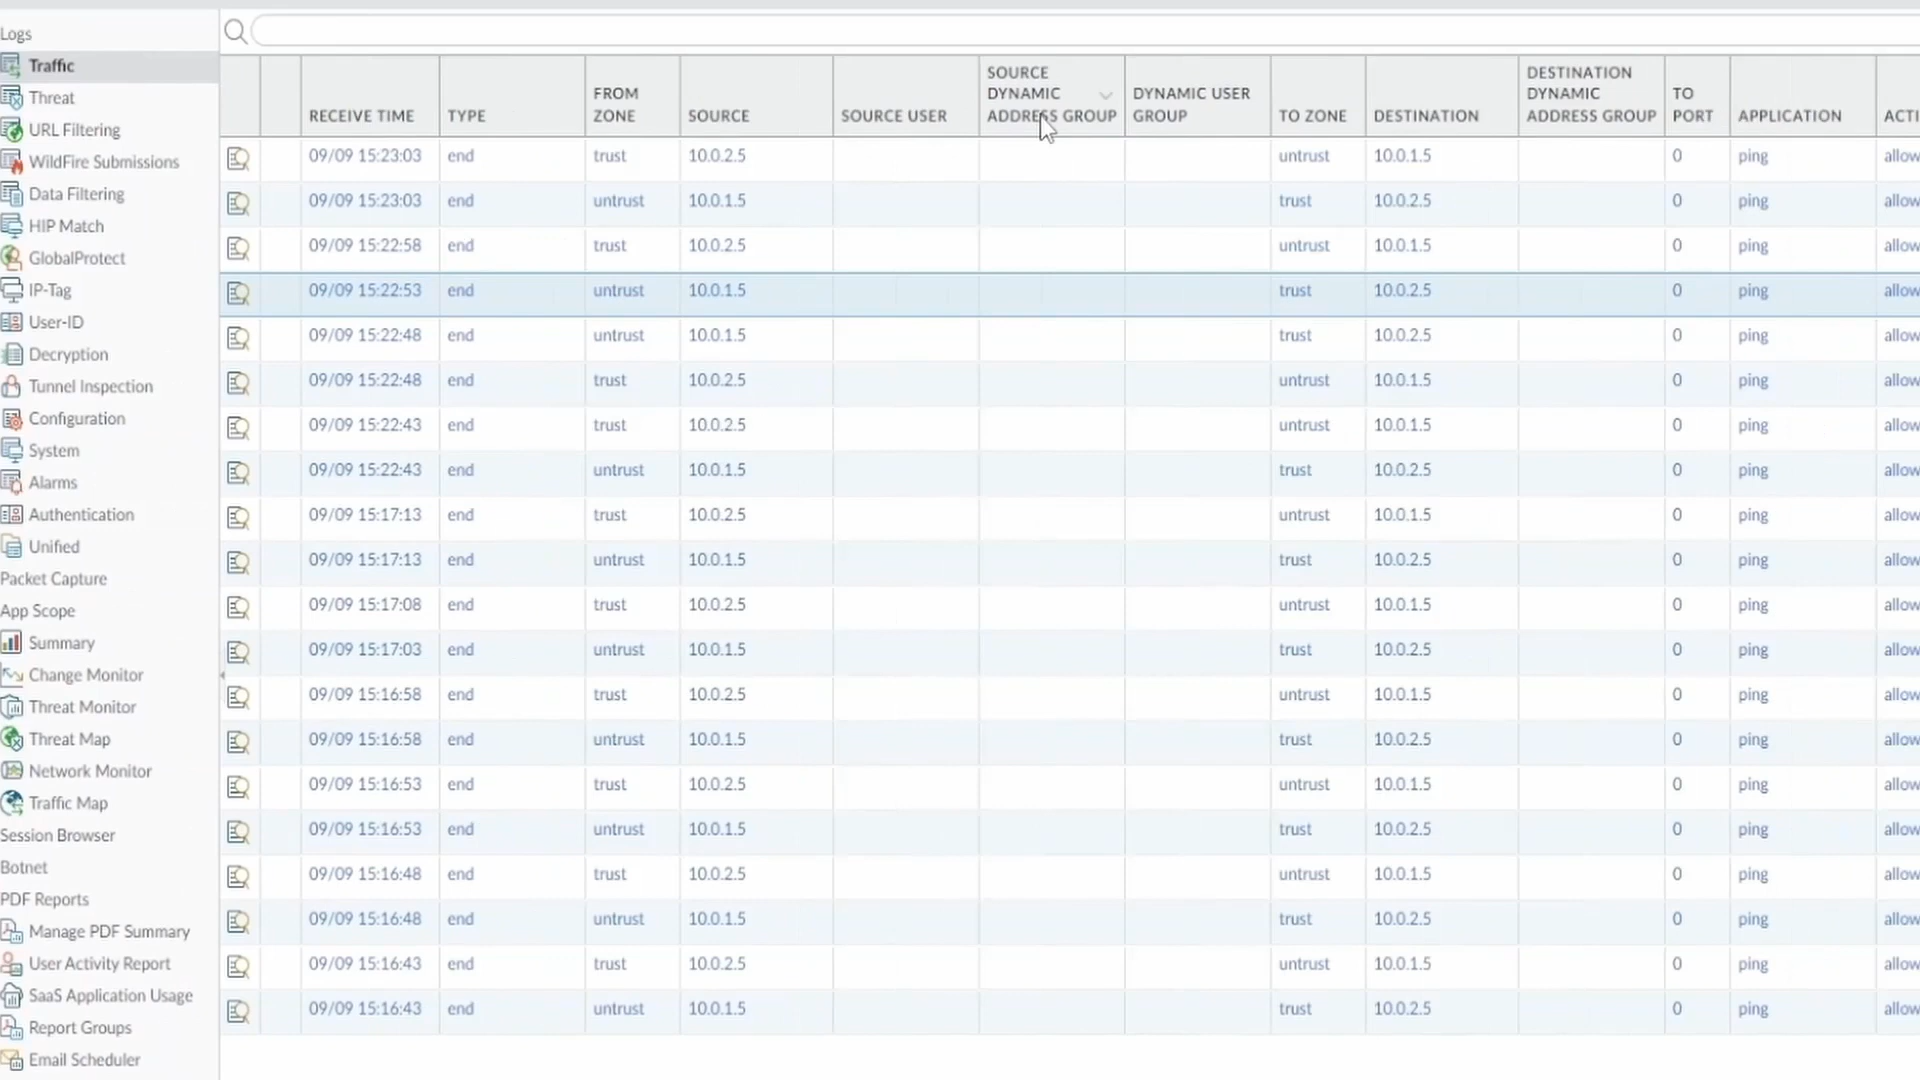 Logs
Traffic
Threat
URL Filtering
WildFire Submissions
Data Filtering
HIP Match
GlobalProtect
IP-Tag
User-ID
Decryption
Tunnel Inspection
Configuration
System
Alarms
Authentication
Unified
Packet Capture
App Scope
Summary
Change Monitor
Threat Monitor
Threat Map
Network Monitor
Traffic Map
Session Browser
Botnet
PDF Reports
Manage PDF Summary
User Activity Report
SaaS Application Usage
Report Groups
Email Scheduler
RECEIVE TIME TYPE FROM ZONE SOURCE SOURCE USER SOURCE DYNAMIC ADDRESS GROUP DYNAMIC USER GROUP TO ZONE DESTINATION DESTINATION DYNAMIC ADDRESS GROUP TO PORT APPLICATION ACTI
09/09 15:23:03 end trust 10.0.2.5 untrust 10.0.1.5 0 ping allow
09/09 15:23:03 end untrust 10.0.1.5 trust 10.0.2.5 0 ping allow
09/09 15:22:58 end trust 10.0.2.5 untrust 10.0.1.5 0 ping allow
09/09 15:22:53 end untrust 10.0.1.5 trust 10.0.2.5 0 ping allow
09/09 15:22:48 end untrust 10.0.1.5 trust 10.0.2.5 0 ping allow
09/09 15:22:48 end trust 10.0.2.5 untrust 10.0.1.5 0 ping allow
09/09 15:22:43 end trust 10.0.2.5 untrust 10.0.1.5 0 ping allow
09/09 15:22:43 end untrust 10.0.1.5 trust 10.0.2.5 0 ping allow
09/09 15:17:13 end trust 10.0.2.5 untrust 10.0.1.5 0 ping allow
09/09 15:17:13 end untrust 10.0.1.5 trust 10.0.2.5 0 ping allow
09/09 15:17:08 end trust 10.0.2.5 untrust 10.0.1.5 0 ping allow
09/09 15:17:03 end untrust 10.0.1.5 trust 10.0.2.5 0 ping allow
09/09 15:16:58 end trust 10.0.2.5 untrust 10.0.1.5 0 ping allow
09/09 15:16:58 end untrust 10.0.1.5 trust 10.0.2.5 0 ping allow
09/09 15:16:53 end trust 10.0.2.5 untrust 10.0.1.5 0 ping allow
09/09 15:16:53 end untrust 10.0.1.5 trust 10.0.2.5 0 ping allow
09/09 15:16:48 end trust 10.0.2.5 untrust 10.0.1.5 0 ping allow
09/09 15:16:48 end untrust 10.0.1.5 trust 10.0.2.5 0 ping allow
09/09 15:16:43 end trust 10.0.2.5 untrust 10.0.1.5 0 ping allow
09/09 15:16:43 end untrust 10.0.1.5 trust 10.0.2.5 0 ping allow